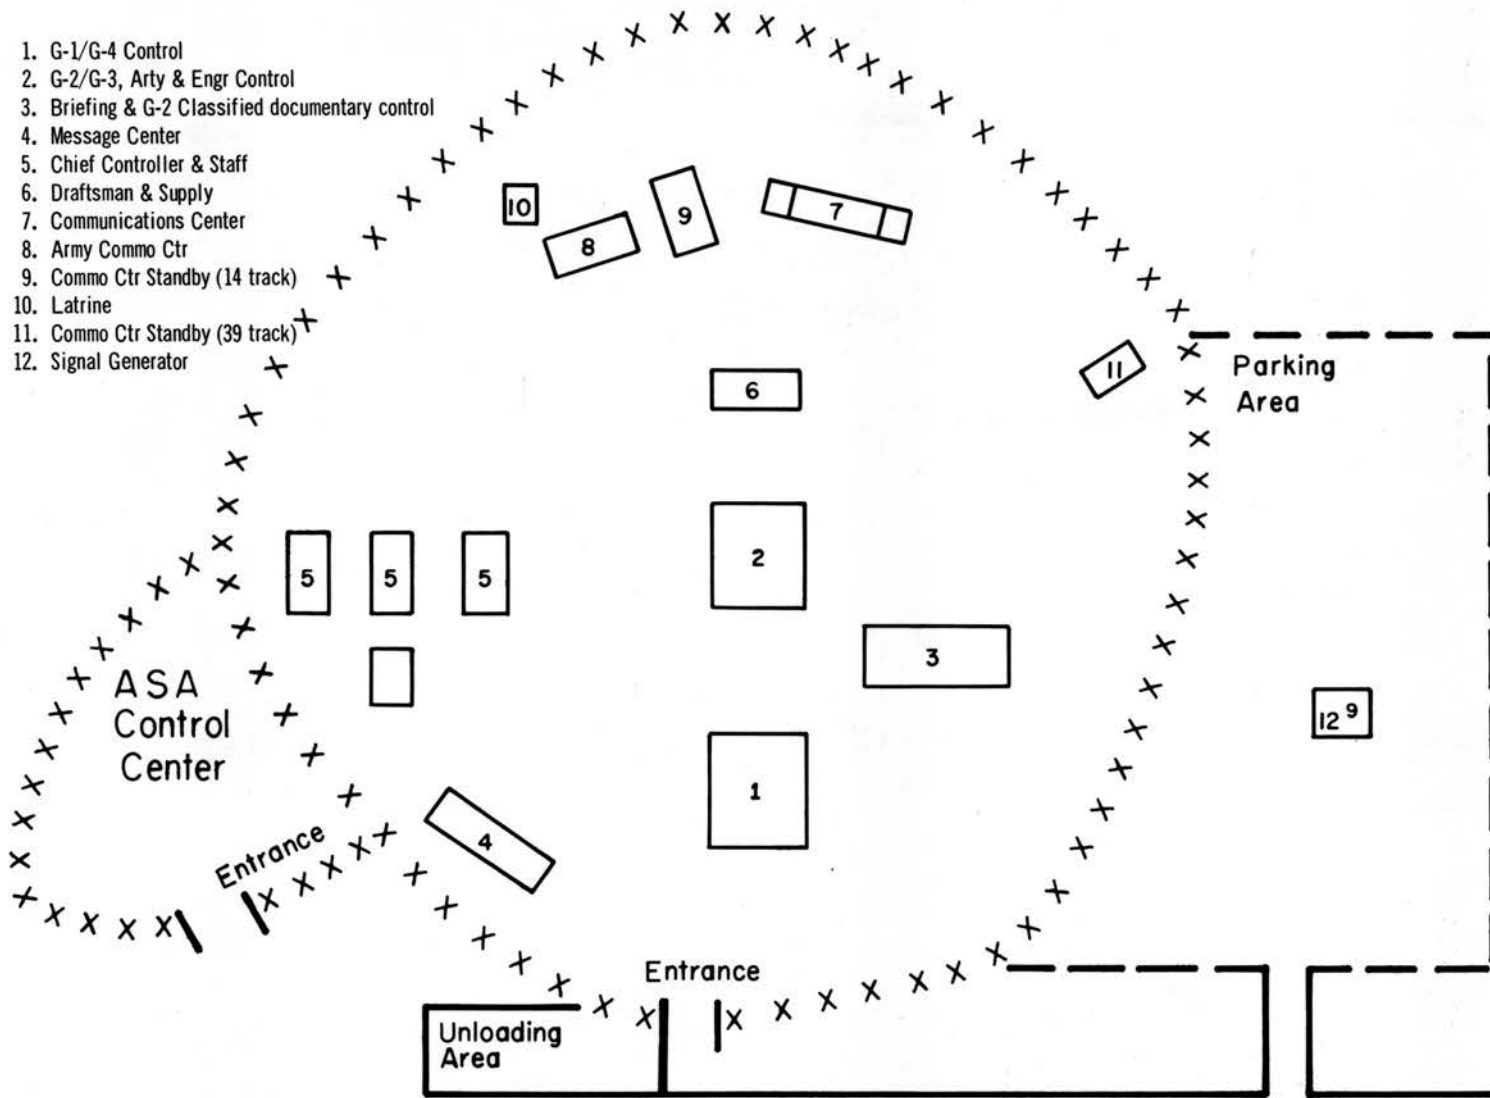 1. G-1/G-4 Control
2. G-2/G-3, Arty & Engr Control
3. Briefing & G-2 Classified documentary control
4. Message Center
5. Chief Controller & Staff
6. Draftsman & Supply
7. Communications Center
8. Army Commo Ctr
9. Commo Ctr Standby (14 track)
10. Latrine
11. Commo Ctr Standby (39 track)
12. Signal Generator
10
8
9
7
11
Parking
Area
6
5
5
5
2
3
ASA
Control
Center
12 9
1
4
Entrance
Entrance
Unloading
Area